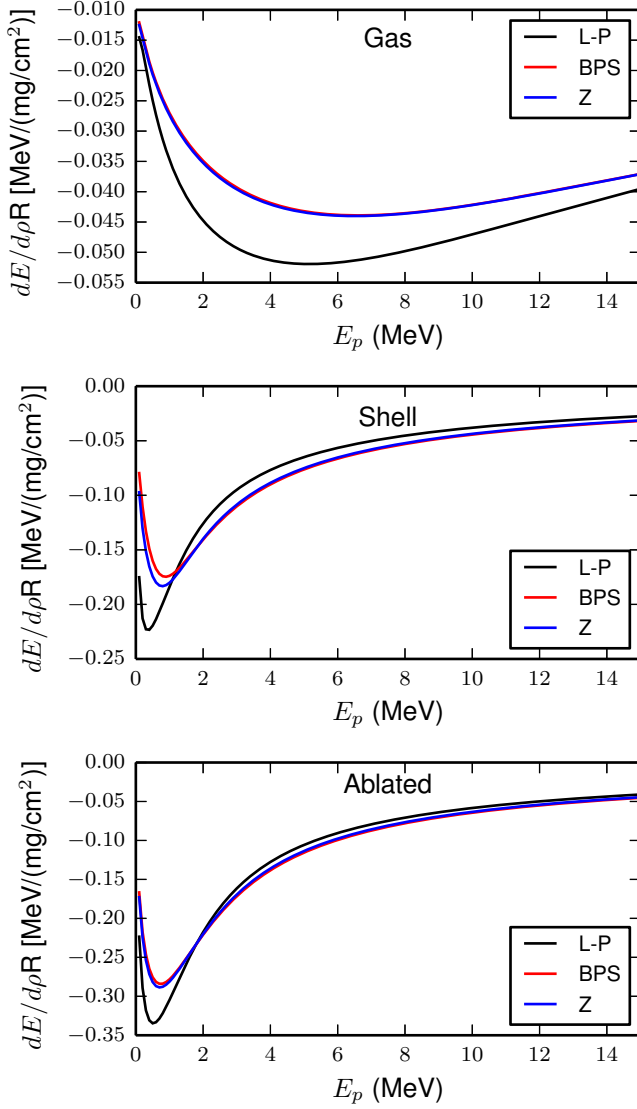 Gas
L-P
BPS
Z
−0.010
−0.015
−0.020
−0.025
−0.030
−0.035
−0.040
−0.045
−0.050
−0.055
dE/dρR [MeV/(mg/cm²)]
0 2 4 6 8 10 12 14
E_p (MeV)
Shell
L-P
BPS
Z
0.00
−0.05
−0.10
−0.15
−0.20
−0.25
dE/dρR [MeV/(mg/cm²)]
0 2 4 6 8 10 12 14
E_p (MeV)
Ablated
L-P
BPS
Z
0.00
−0.05
−0.10
−0.15
−0.20
−0.25
−0.30
−0.35
dE/dρR [MeV/(mg/cm²)]
0 2 4 6 8 10 12 14
E_p (MeV)